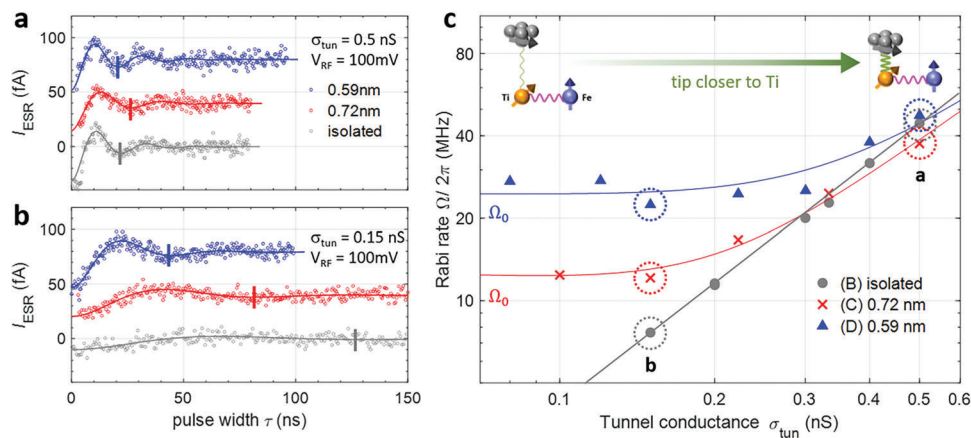 a
100
50
0
I_ESR (fA)
σ_tun = 0.5 nS
V_RF = 100mV
0.59nm
0.72nm
isolated
b
100
50
0
I_ESR (fA)
σ_tun = 0.15 nS
V_RF = 100mV
0
50
100
150
pulse width τ (ns)
c
80
40
20
10
Rabi rate Ω/ 2π (MHz)
Ti
Fe
tip closer to Ti
Ω₀
Ω₀
a
b
(B) isolated
(C) 0.72 nm
(D) 0.59 nm
0.1
0.2
0.3
0.4
0.5
0.6
Tunnel conductance σ_tun (nS)